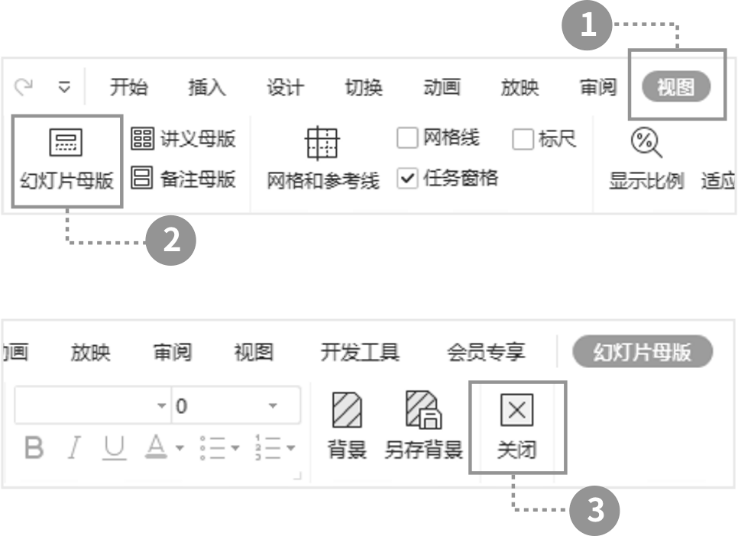 1
开始 插入 设计 切换 动画 放映 审阅 视图
讲义母版 网格线 标尺
幻灯片母版 备注母版 网格和参考线 任务窗格 显示比例 适应
2
动画 放映 审阅 视图 开发工具 会员专享 幻灯片母版
0
B I U A 背景 另存背景 关闭
3